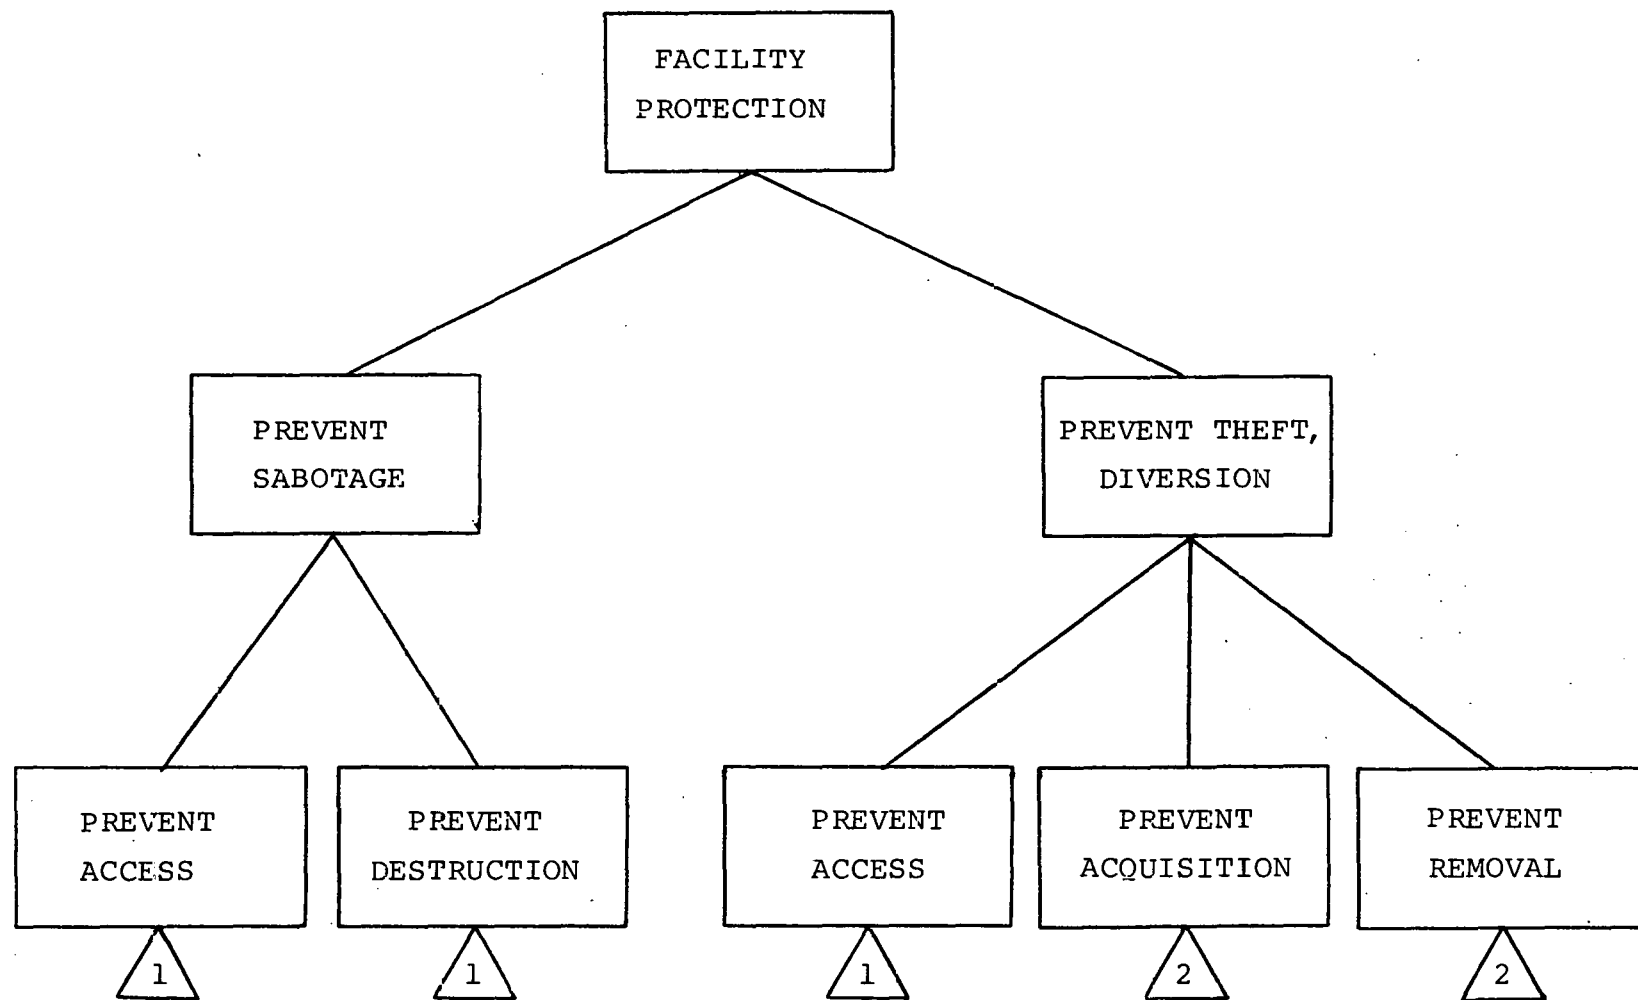 FACILITY
PROTECTION
PREVENT
SABOTAGE
PREVENT THEFT,
DIVERSION
PREVENT
ACCESS
PREVENT
DESTRUCTION
PREVENT
ACCESS
PREVENT
ACQUISITION
PREVENT
REMOVAL
1
1
1
2
2